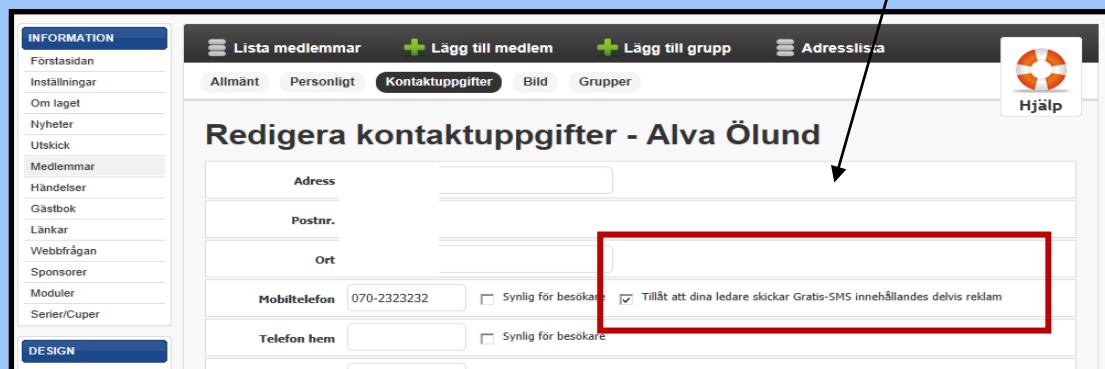 INFORMATION
Förstasidan
Inställningar
Om laget
Nyheter
Utskick
Medlemmar
Händelser
Gästbok
Länkar
Webbfrågan
Sponsorer
Moduler
Serier/Cuper
DESIGN
Lista medlemmar Lägg till medlem Lägg till grupp Adresslista
Hjälp
Allmänt Personligt Kontaktuppgifter Bild Grupper
Redigera kontaktuppgifter - Alva Ölund
Adress
Postnr.
Ort
Mobiltelefon 070-2323232 Synlig för besökare Tillåt att dina ledare skickar Gratis-SMS innehållandes delvis reklam
Telefon hem Synlig för besökare